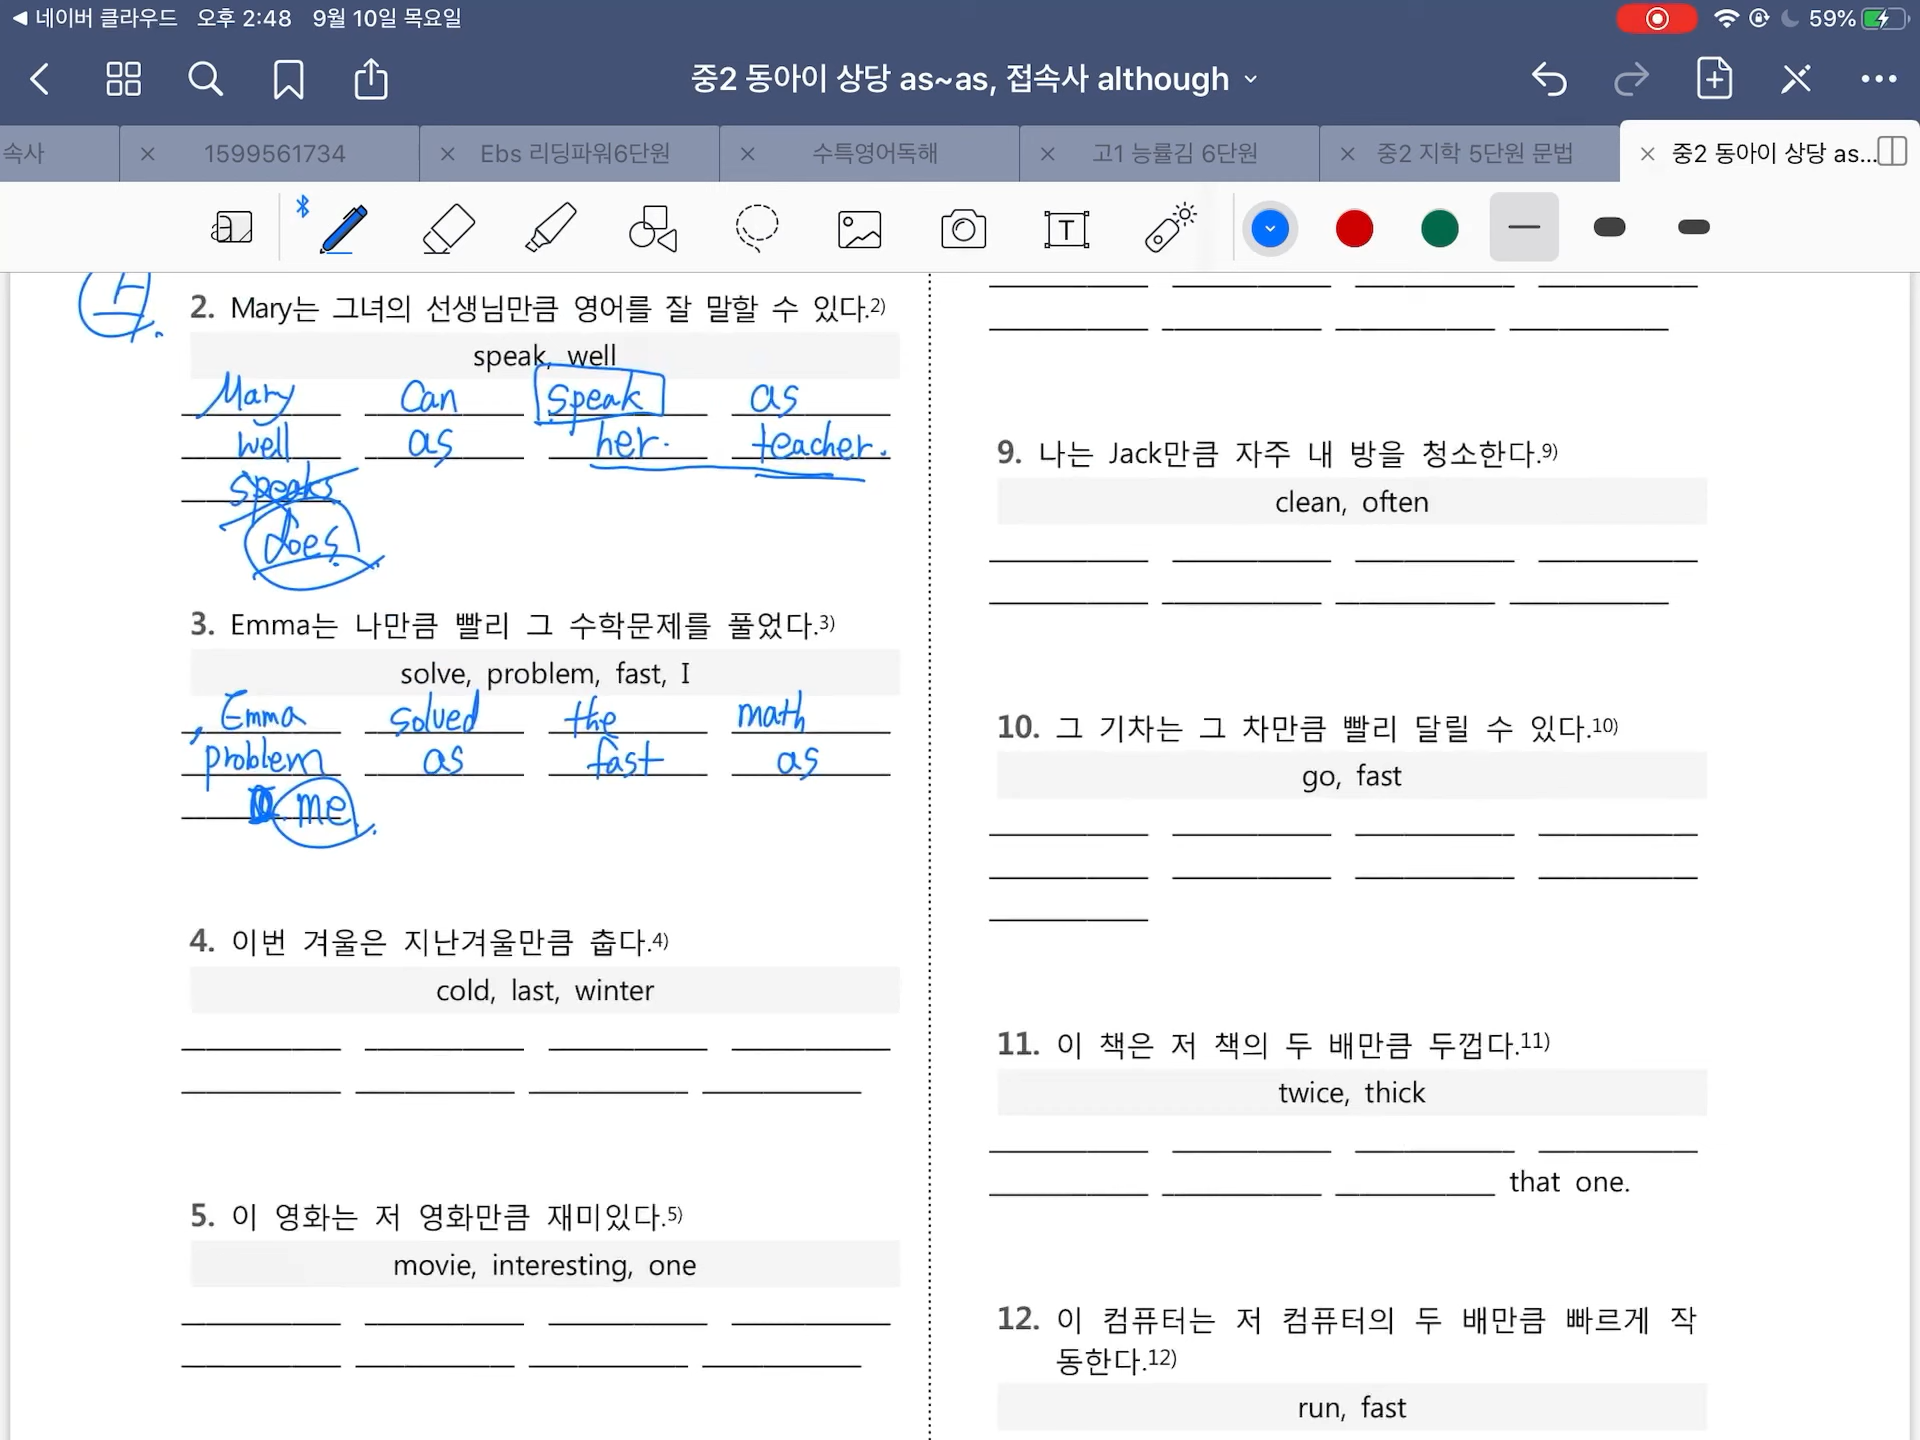 네이버 클라우드 오후 2:48 9월 10일 목요일 59%
중2 동아이 상당 as~as, 접속사 although
속사 1599561734 Ebs 리딩파워6단원 수특영어독해 고1 능률김 6단원 중2 지학 5단원 문법 중2 동아이 상당 as...
2. Mary는 그녀의 선생님만큼 영어를 잘 말할 수 있다.2)
speak, well
Mary Can speak as
well as her teacher.
speaks
does
3. Emma는 나만큼 빨리 그 수학문제를 풀었다.3)
solve, problem, fast, I
Emma solved the math
problem as fast as
me.
4. 이번 겨울은 지난겨울만큼 춥다.4)
cold, last, winter
5. 이 영화는 저 영화만큼 재미있다.5)
movie, interesting, one
9. 나는 Jack만큼 자주 내 방을 청소한다.9)
clean, often
10. 그 기차는 그 차만큼 빨리 달릴 수 있다.10)
go, fast
11. 이 책은 저 책의 두 배만큼 두껍다.11)
twice, thick
that one.
12. 이 컴퓨터는 저 컴퓨터의 두 배만큼 빠르게 작
동한다.12)
run, fast